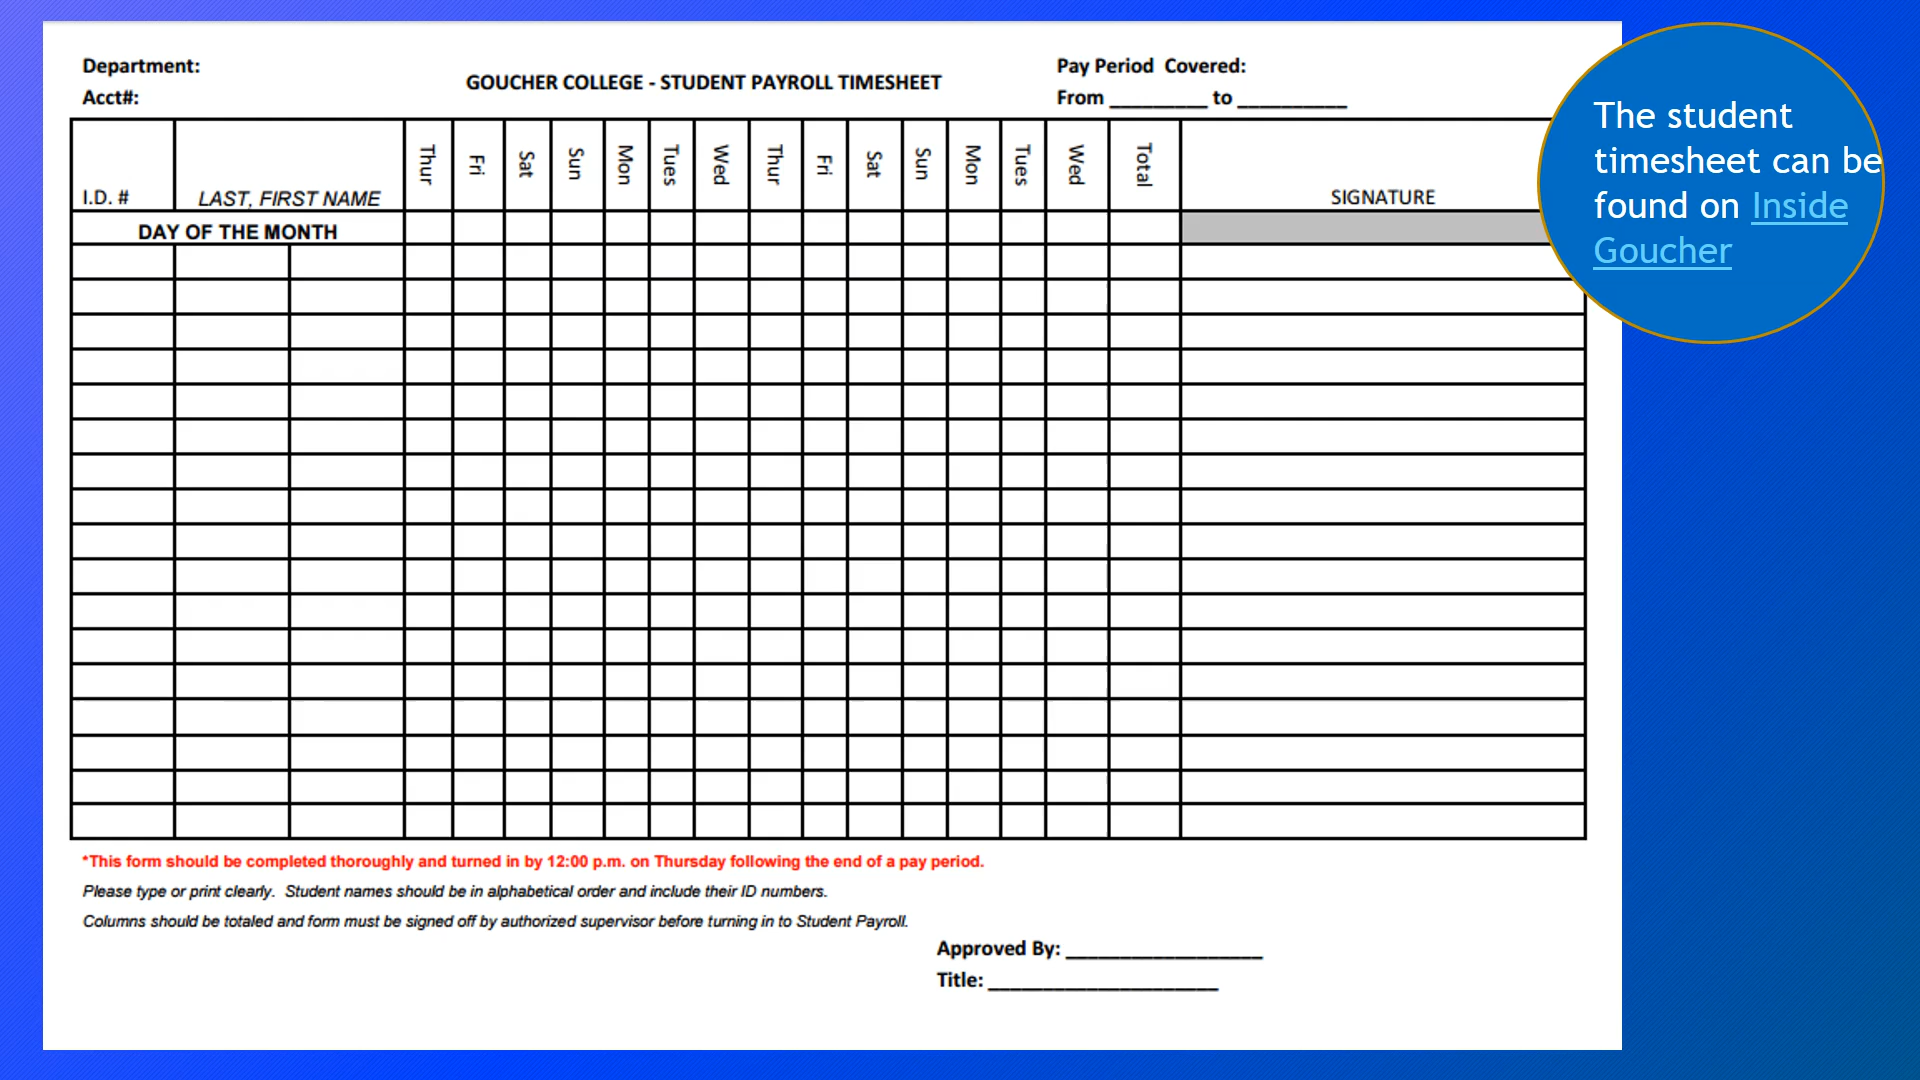 Department:
Acct#:
GOUCHER COLLEGE - STUDENT PAYROLL TIMESHEET
Pay Period  Covered:
From _________ to __________
I.D. # LAST, FIRST NAME Thur Fri Sat Sun Mon Tues Wed Thur Fri Sat Sun Mon Tues Wed Total SIGNATURE
DAY OF THE MONTH
*This form should be completed thoroughly and turned in by 12:00 p.m. on Thursday following the end of a pay period.
Please type or print clearly.  Student names should be in alphabetical order and include their ID numbers.
Columns should be totaled and form must be signed off by authorized supervisor before turning in to Student Payroll.
Approved By: __________________
Title: _____________________
The student
timesheet can be
found on Inside
Goucher